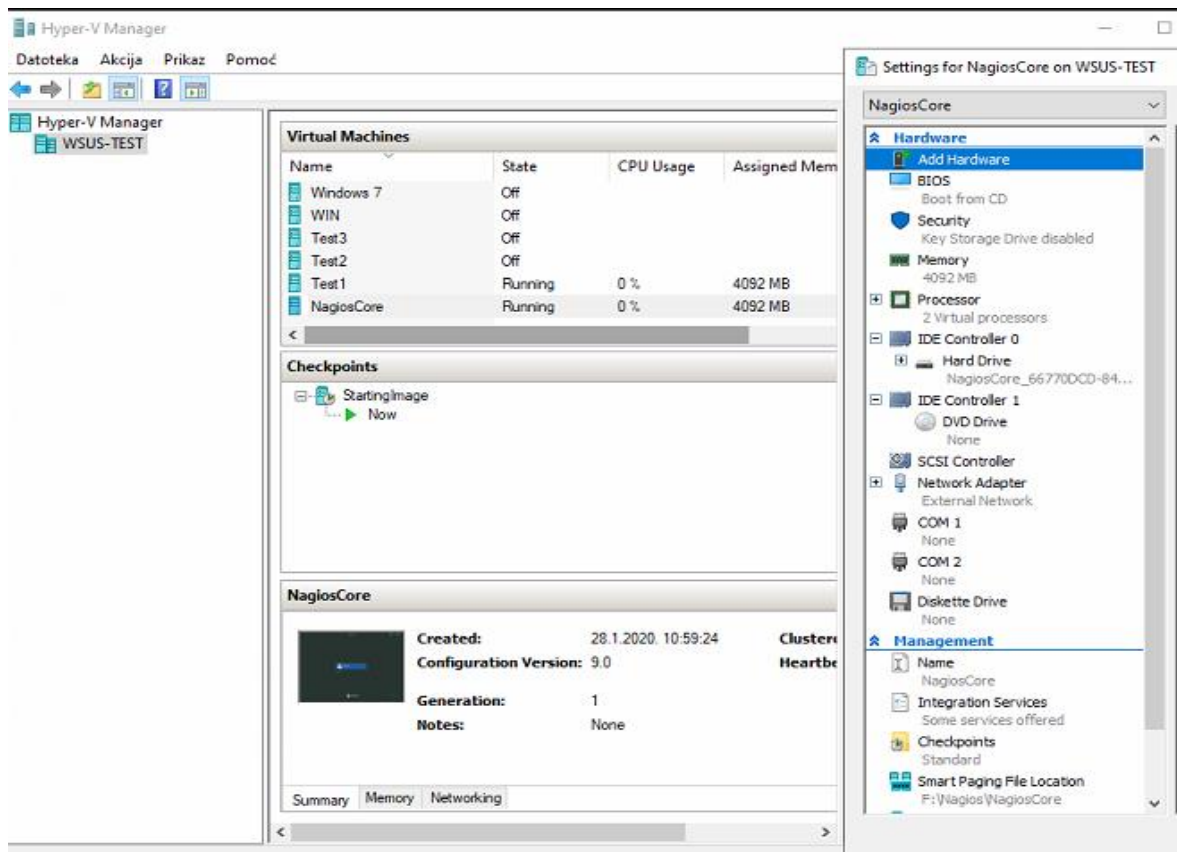 Hyper-V Manager
Datoteka Akcija Prikaz Pomoć
Hyper-V Manager
WSUS-TEST
Virtual Machines
Name State CPU Usage Assigned Mem
Windows 7 Off
WIN Off
Test3 Off
Test2 Off
Test1 Running 0 % 4092 MB
NagiosCore Running 0 % 4092 MB
Checkpoints
StartingImage
Now
NagiosCore
Created: 28.1.2020. 10:59:24 Clustere
Configuration Version: 9.0 Heartbe
Generation: 1
Notes: None
Summary Memory Networking
Settings for NagiosCore on WSUS-TEST
NagiosCore
Hardware
Add Hardware
BIOS
Boot from CD
Security
Key Storage Drive disabled
Memory
4092 MB
Processor
2 Virtual processors
IDE Controller 0
Hard Drive
NagiosCore_66770DCD-84...
IDE Controller 1
DVD Drive
None
SCSI Controller
Network Adapter
External Network
COM 1
None
COM 2
None
Diskette Drive
None
Management
Name
NagiosCore
Integration Services
Some services offered
Checkpoints
Standard
Smart Paging File Location
F:\Nagios\NagiosCore